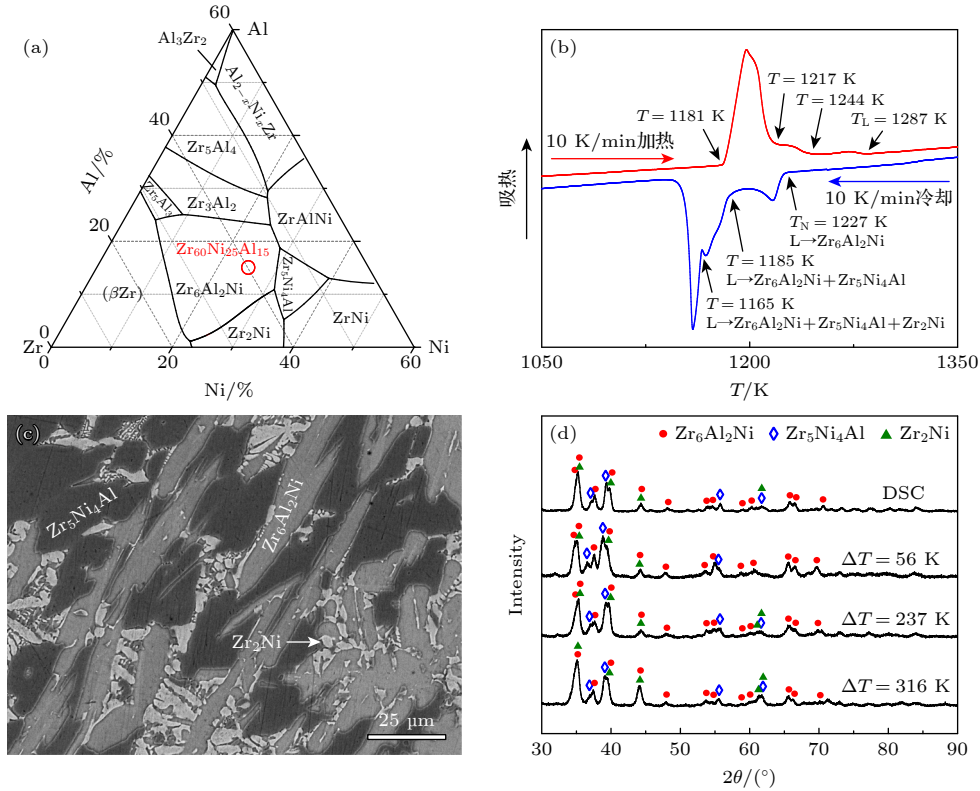 (a)
60
Al
Al₃Zr₂
Al₂₋ₓNiₓZr
40
Zr₅Al₄
Al/%
Zr₅Al₃
Zr₃Al₂
ZrAlNi
20
Zr₆₀Ni₂₅Al₁₅
Zr₅Ni₄Al
(βZr)
Zr₆Al₂Ni
Zr₂Ni
ZrNi
0
Zr
Ni
0
20
40
60
Ni/%
(b)
T = 1217 K
T = 1244 K
T = 1181 K
T_L = 1287 K
10 K/min加热
吸热
10 K/min冷却
T_N = 1227 K
L→Zr₆Al₂Ni
T = 1185 K
L→Zr₆Al₂Ni+Zr₅Ni₄Al
T = 1165 K
L→Zr₆Al₂Ni+Zr₅Ni₄Al+Zr₂Ni
1050
1200
1350
T/K
(c)
Zr₅Ni₄Al
Zr₆Al₂Ni
Zr₂Ni
25 μm
(d)
Zr₆Al₂Ni
Zr₅Ni₄Al
Zr₂Ni
DSC
ΔT = 56 K
ΔT = 237 K
ΔT = 316 K
Intensity
30
40
50
60
70
80
90
2θ/(°)